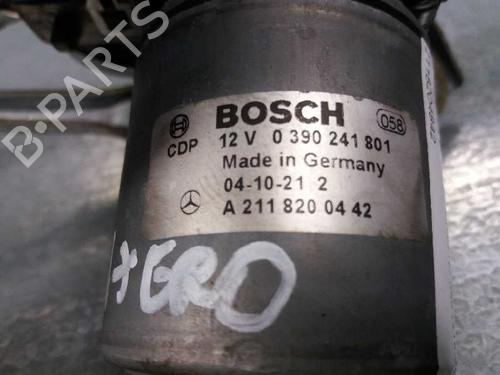 BOSCH 058
CDP 12 V 0 390 241 801
Made in Germany
04-10-21 2
A 211 820 04 42
B-PARTS